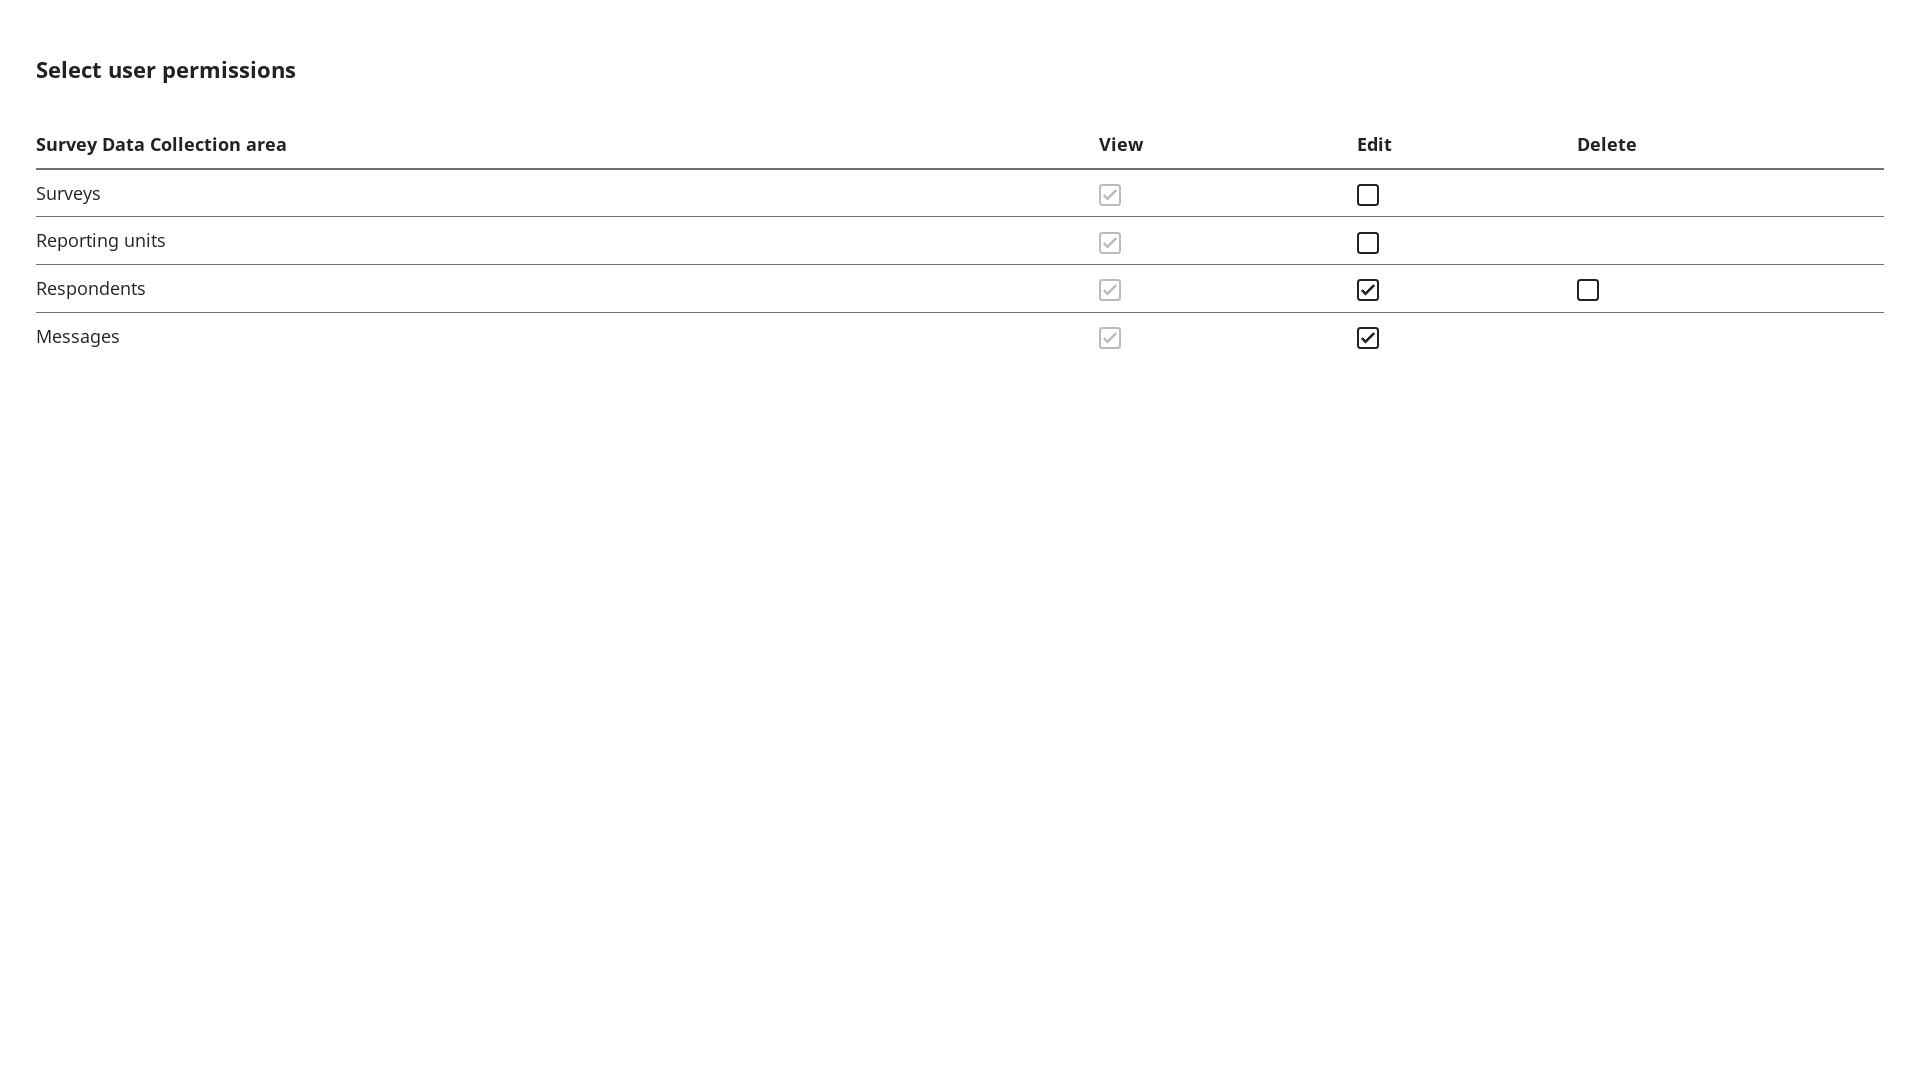 Select user permissions
Survey Data Collection area View Edit Delete
Surveys
Reporting units
Respondents
Messages